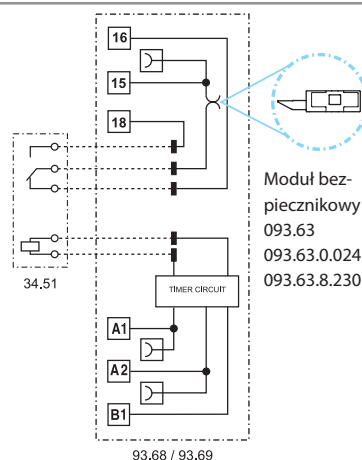 16
15
18
Moduł bez-
piecznikowy
093.63
093.63.0.024
093.63.8.230
34.51
TIMER CIRCUIT
A1
A2
B1
93.68 / 93.69